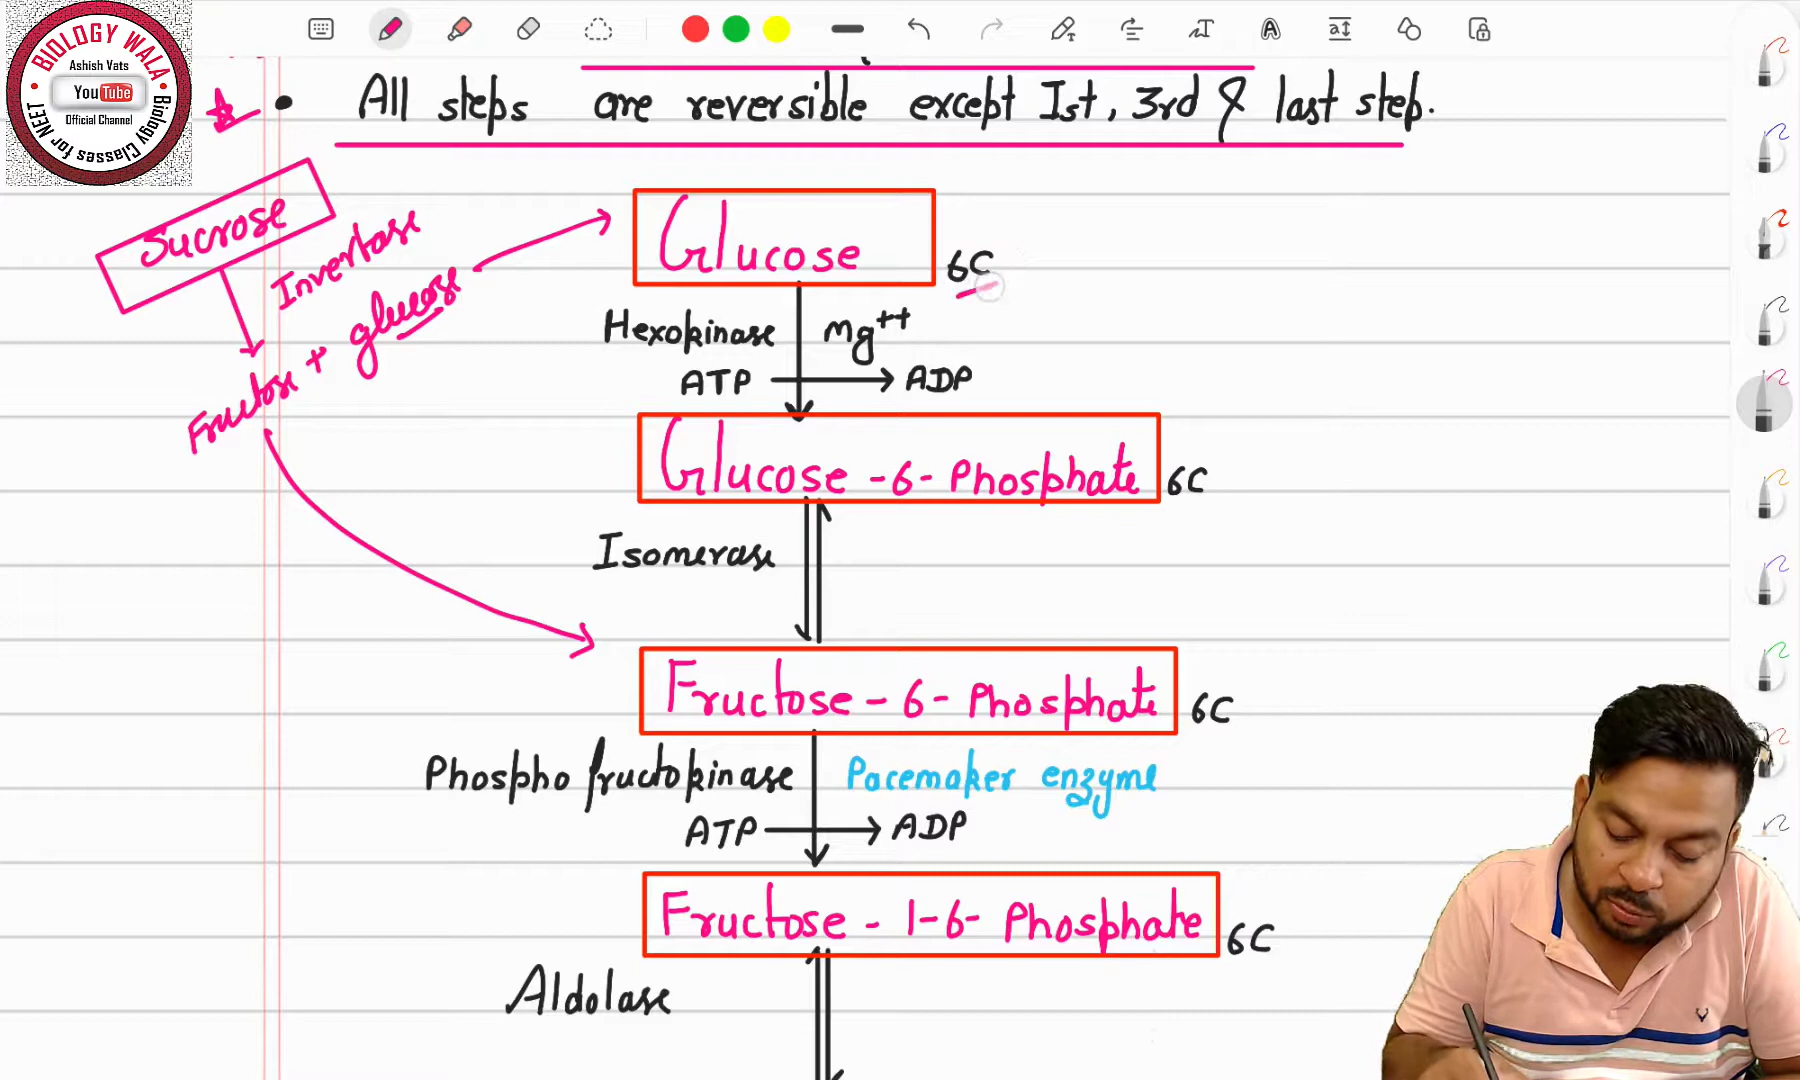 BIOLOGY WALA
Ashish Vats
YouTube
Official Channel
Biology Classes for NEET
All steps are reversible except Ist, 3rd & last step.
Sucrose
Invertase
Fructose + glucose
Glucose
6C
Hexokinase
Mg++
ATP
ADP
Glucose - 6 - Phosphate
6C
Isomerase
Fructose - 6 - Phosphate
6C
Phospho fructokinase
Pacemaker enzyme
ATP
ADP
Fructose - 1-6- Phosphate
6C
Aldolase